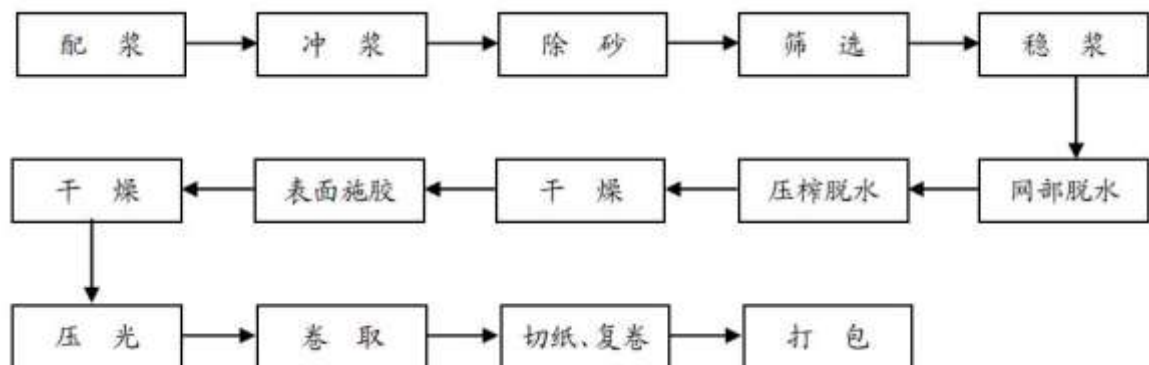 配浆
冲浆
除砂
筛选
稳浆
网部脱水
压榨脱水
干燥
表面施胶
干燥
压光
卷取
切纸、复卷
打包